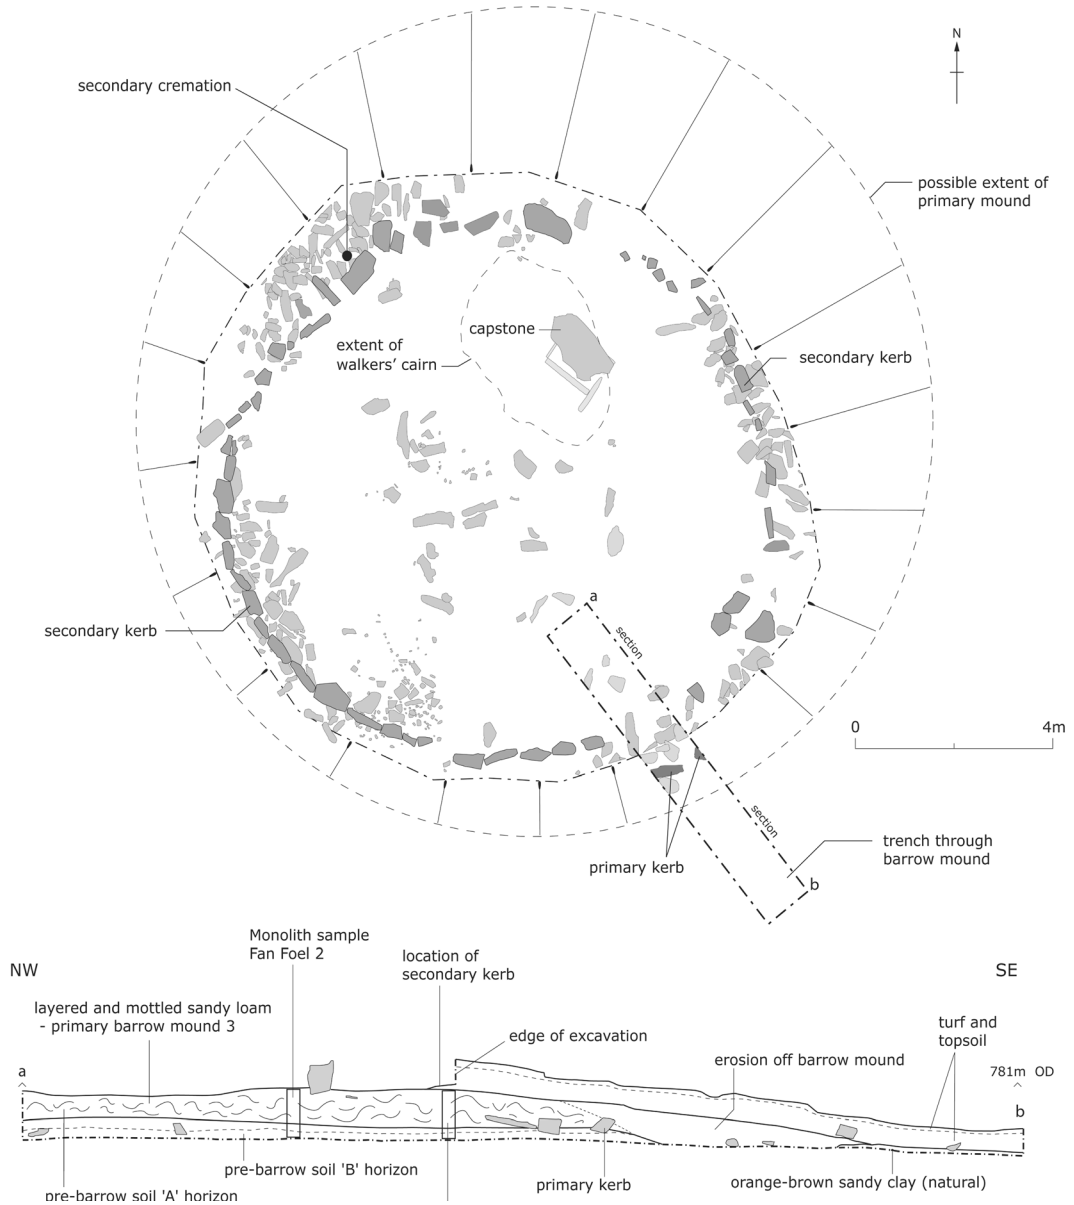 N
secondary cremation
possible extent of
primary mound
capstone
extent of
walkers’ cairn
secondary kerb
a
section
secondary kerb
0
4m
section
trench through
barrow mound
primary kerb
b
Monolith sample
Fan Foel 2
location of
secondary kerb
NW
SE
layered and mottled sandy loam
- primary barrow mound 3
edge of excavation
turf and
topsoil
erosion off barrow mound
a
781m OD
b
pre-barrow soil 'B' horizon
primary kerb
orange-brown sandy clay (natural)
pre-barrow soil 'A' horizon